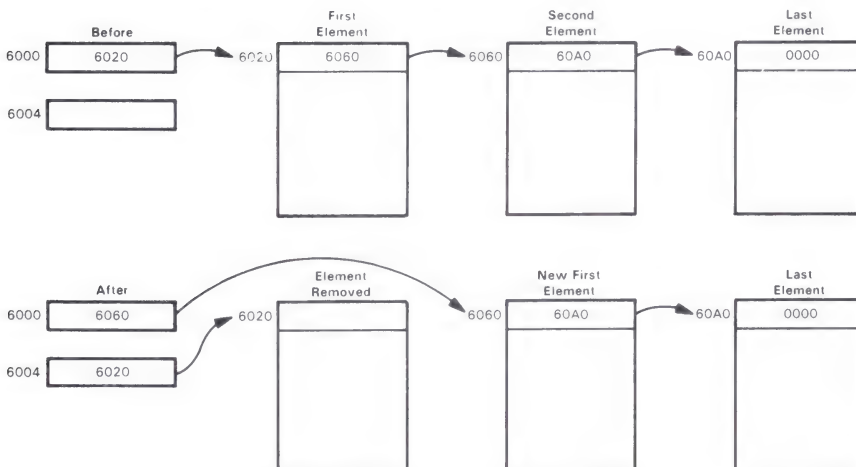 Before
First
Element
Second
Element
Last
Element
6000 6020 6020 6060 6060 60A0 60A0 0000
6004
After
Element
Removed
New First
Element
Last
Element
6000 6060 6020 6060 60A0 60A0 0000
6004 6020